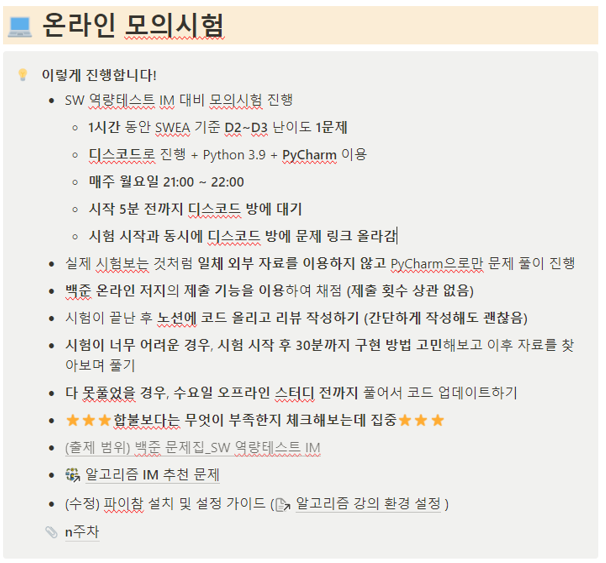 온라인 모의시험
이렇게 진행합니다!
SW 역량테스트 IM 대비 모의시험 진행
1시간 동안 SWEA 기준 D2~D3 난이도 1문제
디스코드로 진행 + Python 3.9 + PyCharm 이용
매주 월요일 21:00 ~ 22:00
시작 5분 전까지 디스코드 방에 대기
시험 시작과 동시에 디스코드 방에 문제 링크 올라감
실제 시험보는 것처럼 일체 외부 자료를 이용하지 않고 PyCharm으로만 문제 풀이 진행
백준 온라인 저지의 제출 기능을 이용하여 채점 (제출 횟수 상관 없음)
시험이 끝난 후 노션에 코드 올리고 리뷰 작성하기 (간단하게 작성해도 괜찮음)
시험이 너무 어려운 경우, 시험 시작 후 30분까지 구현 방법 고민해보고 이후 자료를 찾
아보며 풀기
다 못풀었을 경우, 수요일 오프라인 스터디 전까지 풀어서 코드 업데이트하기
합불보다는 무엇이 부족한지 체크해보는데 집중
(출제 범위) 백준 문제집_SW 역량테스트 IM
알고리즘 IM 추천 문제
(수정) 파이참 설치 및 설정 가이드 ( 알고리즘 강의 환경 설정 )
n주차